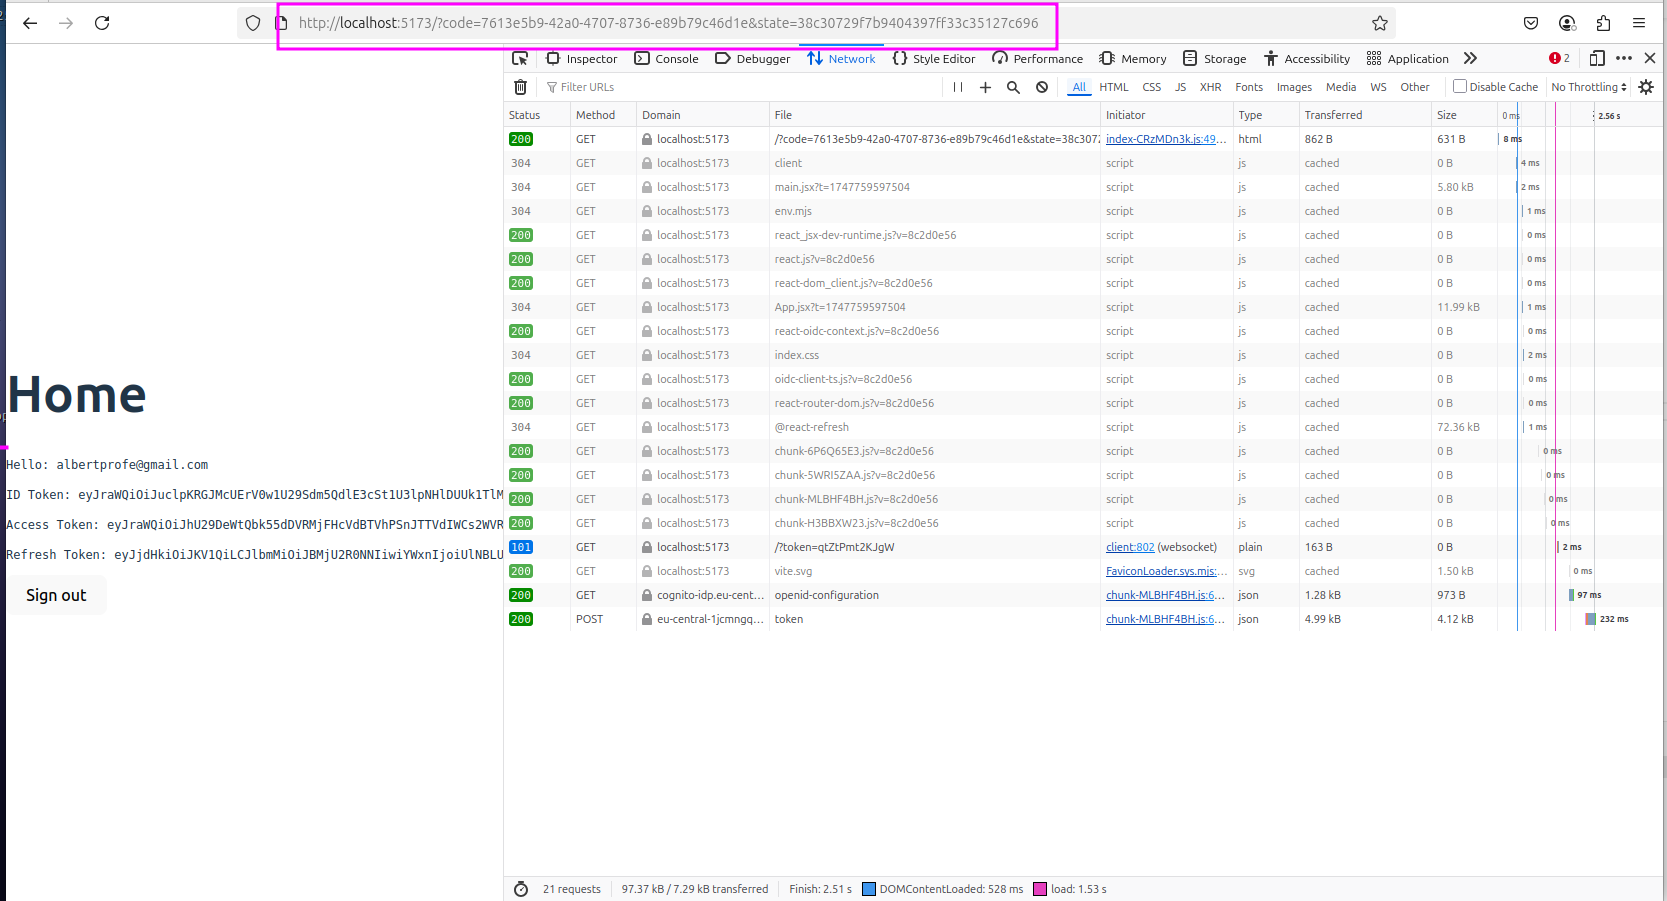 http://localhost:5173/?code=7613e5b9-42a0-4707-8736-e89b79c46d1e&state=38c30729f7b9404397ff33c35127c696
Inspector Console Debugger Network Style Editor Performance Memory Storage Accessibility Application 2
Filter URLs All HTML CSS JS XHR Fonts Images Media WS Other Disable Cache No Throttling
Status Method Domain File Initiator Type Transferred Size 0 ms 2.56 s
200 GET localhost:5173 /?code=7613e5b9-42a0-4707-8736-e89b79c46d1e&state=38c3072 index-CRzMDn3k.js:49... html 862 B 631 B 8 ms
304 GET localhost:5173 client script js cached 0 B 4 ms
304 GET localhost:5173 main.jsx?t=1747759597504 script js cached 5.80 kB 2 ms
304 GET localhost:5173 env.mjs script js cached 0 B 1 ms
200 GET localhost:5173 react_jsx-dev-runtime.js?v=8c2d0e56 script js cached 0 B 0 ms
200 GET localhost:5173 react.js?v=8c2d0e56 script js cached 0 B 0 ms
200 GET localhost:5173 react-dom_client.js?v=8c2d0e56 script js cached 0 B 0 ms
304 GET localhost:5173 App.jsx?t=1747759597504 script js cached 11.99 kB 1 ms
200 GET localhost:5173 react-oidc-context.js?v=8c2d0e56 script js cached 0 B 0 ms
304 GET localhost:5173 index.css script js cached 0 B 2 ms
200 GET localhost:5173 oidc-client-ts.js?v=8c2d0e56 script js cached 0 B 0 ms
200 GET localhost:5173 react-router-dom.js?v=8c2d0e56 script js cached 0 B 0 ms
304 GET localhost:5173 @react-refresh script js cached 72.36 kB 1 ms
200 GET localhost:5173 chunk-6P6Q65E3.js?v=8c2d0e56 script js cached 0 B 0 ms
200 GET localhost:5173 chunk-5WRI5ZAA.js?v=8c2d0e56 script js cached 0 B 0 ms
200 GET localhost:5173 chunk-MLBHF4BH.js?v=8c2d0e56 script js cached 0 B 0 ms
200 GET localhost:5173 chunk-H3BBXW23.js?v=8c2d0e56 script js cached 0 B 0 ms
101 GET localhost:5173 /?token=qtZtPmt2KJgW client:802 (websocket) plain 163 B 0 B 2 ms
200 GET localhost:5173 vite.svg FaviconLoader.sys.mjs:... svg cached 1.50 kB 0 ms
200 GET cognito-idp.eu-cent... openid-configuration chunk-MLBHF4BH.js:6... json 1.28 kB 973 B 97 ms
200 POST eu-central-1jcmngq... token chunk-MLBHF4BH.js:6... json 4.99 kB 4.12 kB 232 ms
Home
Hello: albertprofe@gmail.com
ID Token: eyJraWQiOiJuclpKRGJMcUErV0w1U29Sdm5QdlE3cSt1U3lpNHlDUUk1TlM
Access Token: eyJraWQiOiJhU29DeWtQbk55dDVRMjFHcVdBTVhPSnJTTVdIWCs2WVR
Refresh Token: eyJjdHkiOiJKV1QiLCJlbmMiOiJBMjU2R0NNIiwiYWxnIjoiUlNBLU
Sign out
21 requests 97.37 kB / 7.29 kB transferred Finish: 2.51 s DOMContentLoaded: 528 ms load: 1.53 s